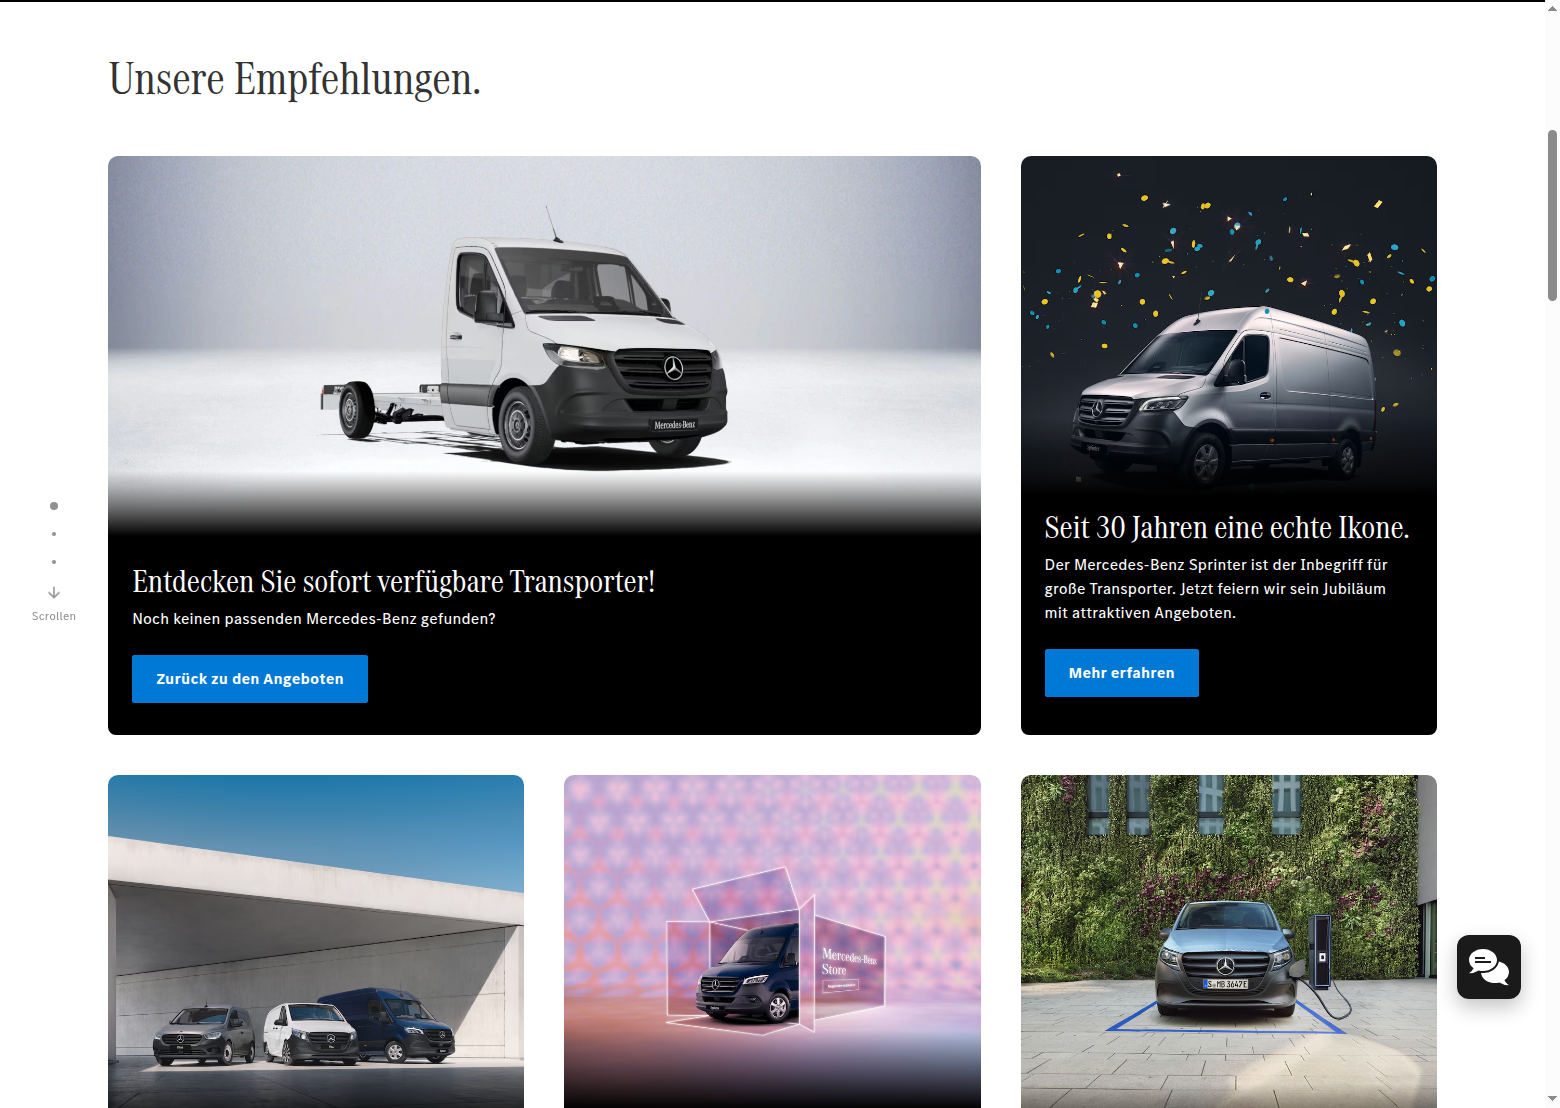 Unsere Empfehlungen.
Mercedes-Benz
Entdecken Sie sofort verfügbare Transporter!
Noch keinen passenden Mercedes-Benz gefunden?
Zurück zu den Angeboten
Seit 30 Jahren eine echte Ikone.
Der Mercedes-Benz Sprinter ist der Inbegriff für
große Transporter. Jetzt feiern wir sein Jubiläum
mit attraktiven Angeboten.
Mehr erfahren
Scrollen
Mercedes-Benz
Store
S MB 3647E